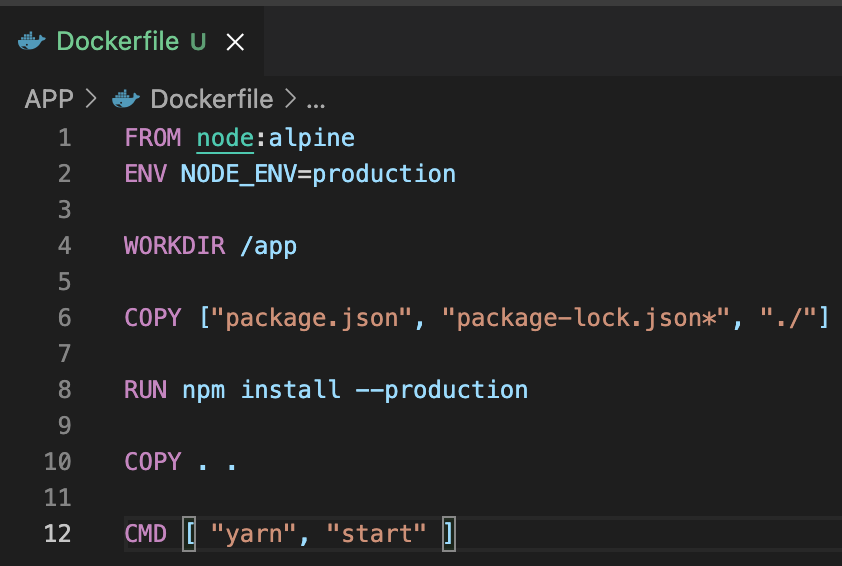 Dockerfile U
APP > Dockerfile > ...
1 FROM node:alpine
2 ENV NODE_ENV=production
3
4 WORKDIR /app
5
6 COPY ["package.json", "package-lock.json*", "./"]
7
8 RUN npm install --production
9
10 COPY . .
11
12 CMD [ "yarn", "start" ]